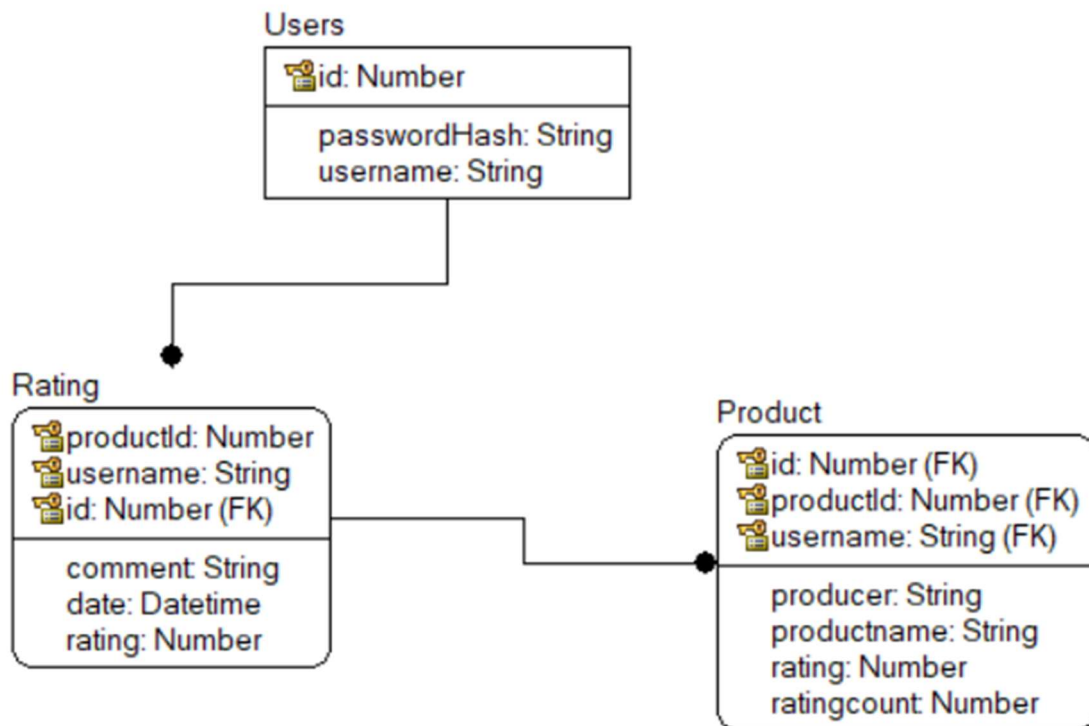 Users
id: Number
passwordHash: String
username: String
Rating
productId: Number
username: String
id: Number (FK)
comment: String
date: Datetime
rating: Number
Product
id: Number (FK)
productId: Number (FK)
username: String (FK)
producer: String
productname: String
rating: Number
ratingcount: Number